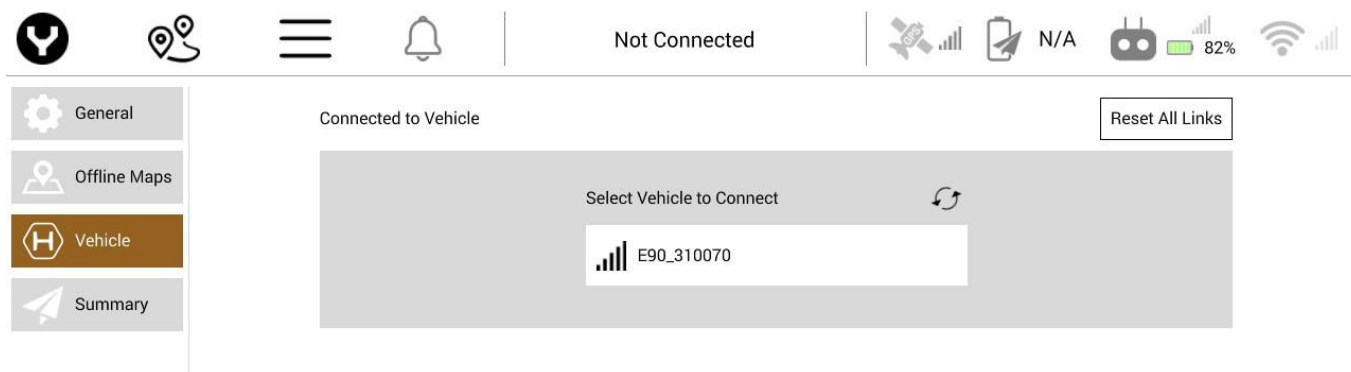 Not Connected
GPS
N/A
82%
General
Connected to Vehicle
Reset All Links
Offline Maps
Select Vehicle to Connect
Vehicle
E90_310070
Summary